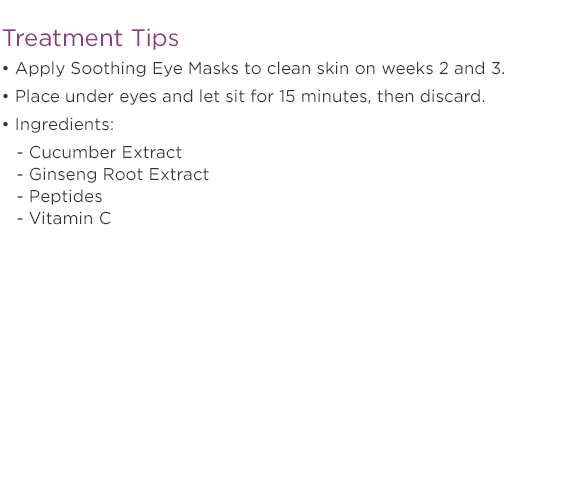 Treatment Tips
• Apply Soothing Eye Masks to clean skin on weeks 2 and 3.
• Place under eyes and let sit for 15 minutes, then discard.
• Ingredients:
- Cucumber Extract
- Ginseng Root Extract
- Peptides
- Vitamin C